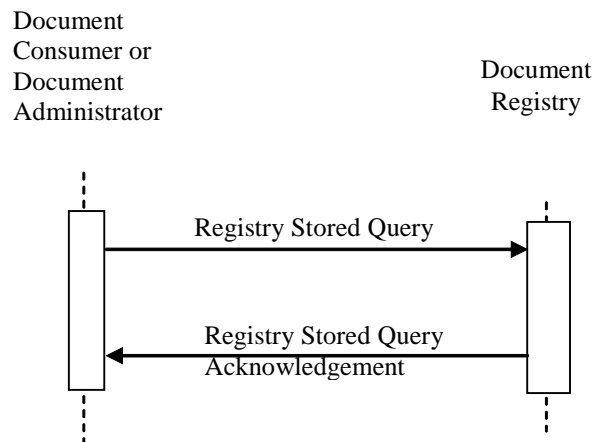 Document
Consumer or
Document
Administrator
Document
Registry
Registry Stored Query
Registry Stored Query
Acknowledgement